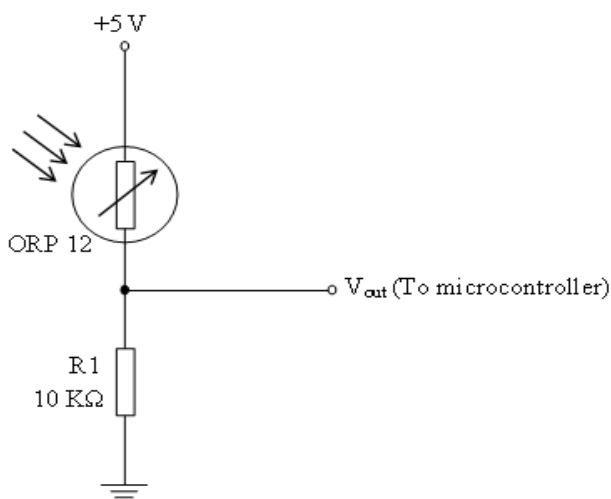 +5 V
ORP 12
Vout (To microcontroller)
R1
10 KΩ